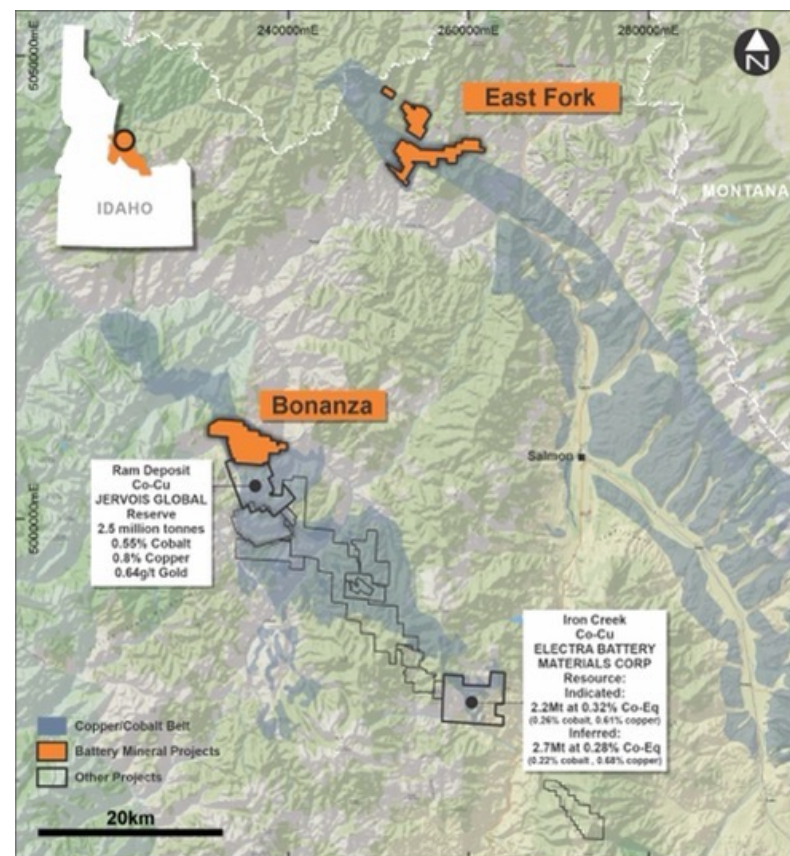 240000mE
260000mE
280000mE
5050000mE
N
East Fork
IDAHO
MONTANA
Bonanza
Salmon
5000000mE
Ram Deposit
Co-Cu
JERVOIS GLOBAL
Reserve
2.5 million tonnes
0.55% Cobalt
0.8% Copper
0.64g/t Gold
Iron Creek
Co-Cu
ELECTRA BATTERY
MATERIALS CORP
Resource:
Indicated:
2.2Mt at 0.32% Co-Eq
(0.26% cobalt, 0.61% copper)
Inferred:
2.7Mt at 0.28% Co-Eq
(0.22% cobalt , 0.68% copper)
Copper/Cobalt Belt
Battery Mineral Projects
Other Projects
20km